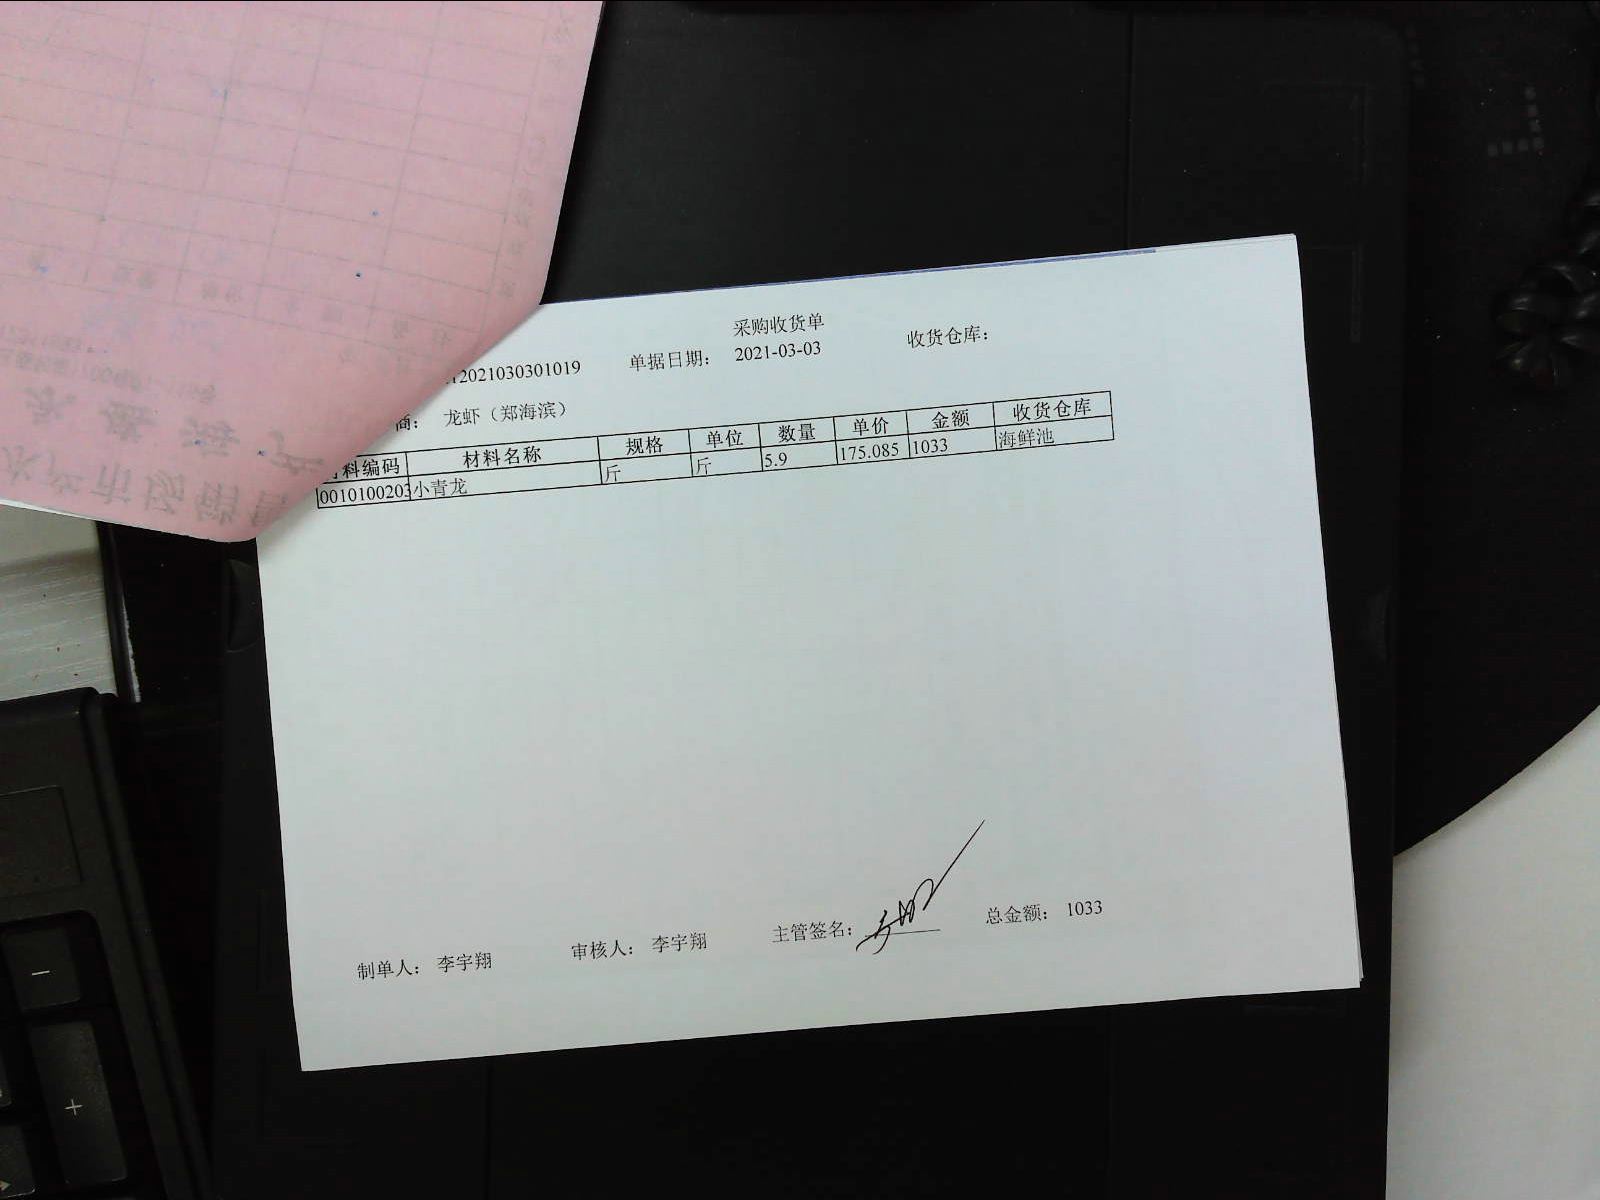 采购收货单
12021030301019 单据日期： 2021-03-03 收货仓库：
商： 龙虾（郑海滨）
料编码 材料名称 规格 单位 数量 单价 金额 收货仓库
0010100203 小青龙 斤 斤 5.9 175.085 1033 海鲜池
制单人： 李宇翔 审核人： 李宇翔 主管签名： 总金额： 1033